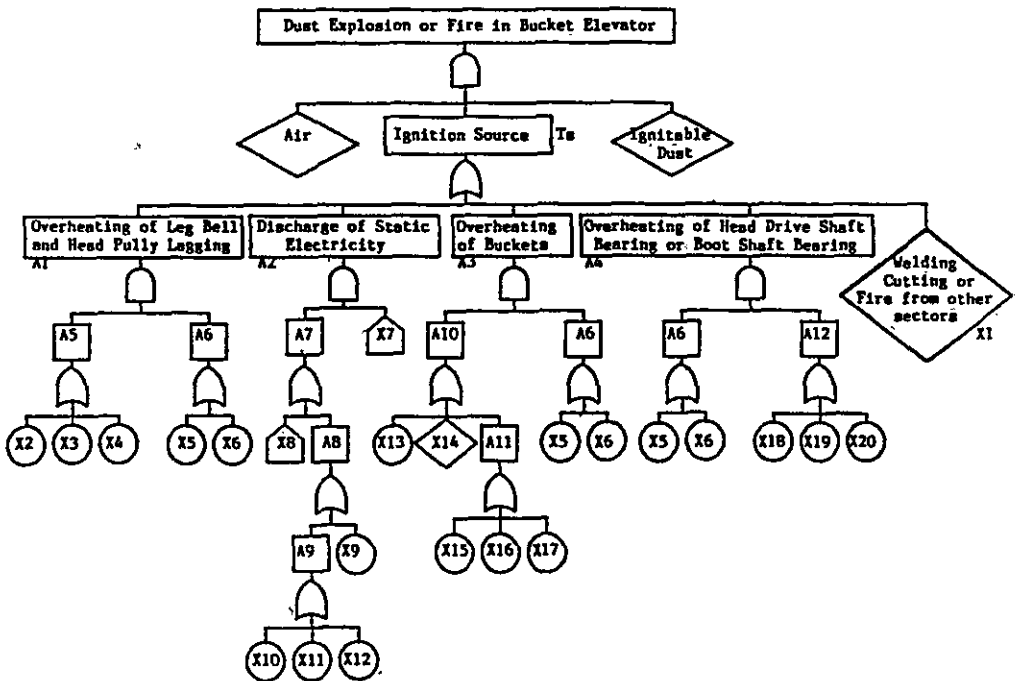 Dust Explosion or Fire in Bucket Elevator
Air
Ignition Source
Ts
Ignitable
Dust
Overheating of Leg Bell
and Head Pully Lagging
A1
Discharge of Static
Electricity
A2
Overheating
of Buckets
A3
Overheating of Head Drive Shaft
Bearing or Boot Shaft Bearing
A4
Walding
Cutting or
Fire from other
sectors
X1
A5
A6
A7
X7
A10
A6
A6
A12
X2
X3
X4
X5
X6
X8
A8
X13
X14
A11
X5
X6
X5
X6
X18
X19
X20
A9
X9
X15
X16
X17
X10
X11
X12